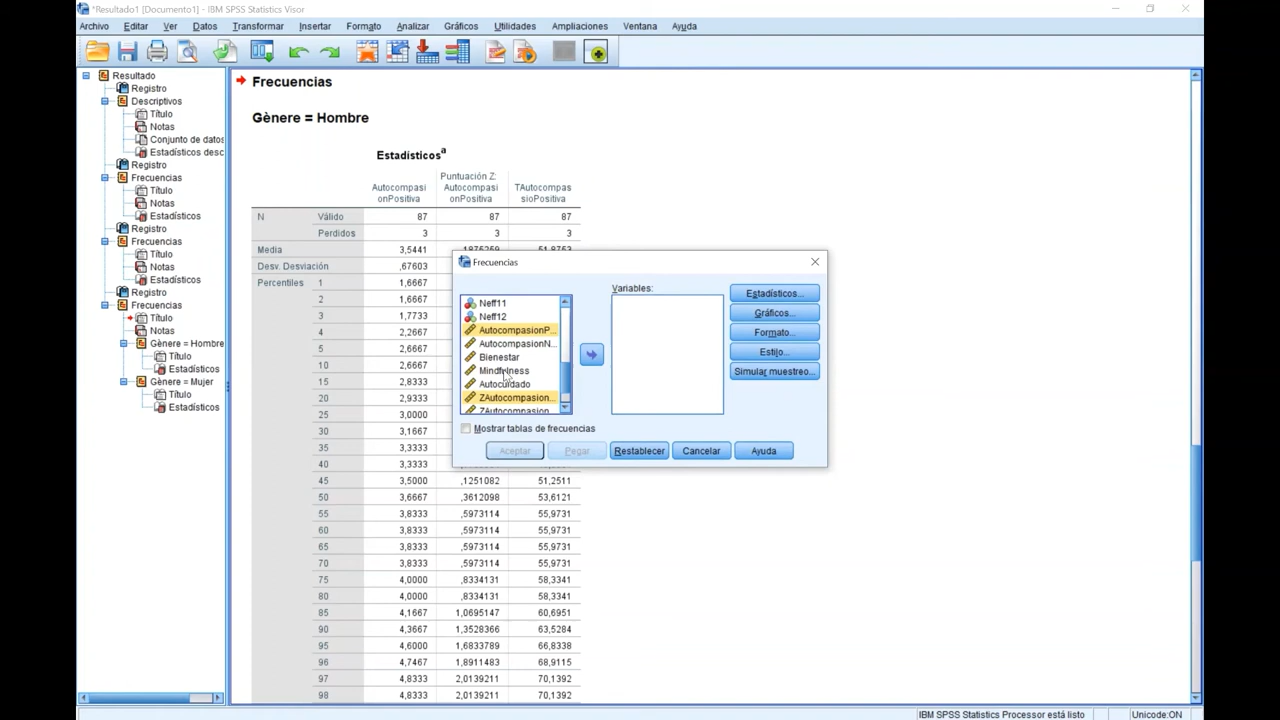 *Resultado1 [Documento1] - IBM SPSS Statistics Visor
Archivo Editar Ver Datos Transformar Insertar Formato Analizar Gráficos Utilidades Ampliaciones Ventana Ayuda
Resultado
Registro
Descriptivos
Título
Notas
Conjunto de datos
Estadísticos desc
Registro
Frecuencias
Título
Notas
Estadísticos
Registro
Frecuencias
Título
Notas
Estadísticos
Registro
Frecuencias
Título
Notas
Gènere = Hombre
Título
Estadísticos
Gènere = Mujer
Título
Estadísticos
Frecuencias
Gènere = Hombre
Estadísticosa
Autocompasi
onPositiva
Puntuación Z:
Autocompasi
onPositiva
TAutocompas
sioPositiva
N Válido 87 87 87
Perdidos 3 3 3
Media 3,5441 ,1875259 51,8753
Desv. Desviación ,67603
Percentiles 1 1,6667
2 1,6667
3 1,7733
4 2,2667
5 2,6667
10 2,6667
15 2,8333
20 2,9333
25 3,0000
30 3,1667
35 3,3333
40 3,3333
45 3,5000 ,1251082 51,2511
50 3,6667 ,3612098 53,6121
55 3,8333 ,5973114 55,9731
60 3,8333 ,5973114 55,9731
65 3,8333 ,5973114 55,9731
70 3,8333 ,5973114 55,9731
75 4,0000 ,8334131 58,3341
80 4,0000 ,8334131 58,3341
85 4,1667 1,0695147 60,6951
90 4,3667 1,3528366 63,5284
95 4,6000 1,6833789 66,8338
96 4,7467 1,8911483 68,9115
97 4,8333 2,0139211 70,1392
98 4,8333 2,0139211 70,1392
Frecuencias
Neff11
Neff12
AutocompasionP...
AutocompasionN...
Bienestar
Mindfulness
Autocuidado
ZAutocompasion...
ZAutocompasion
Variables:
Estadísticos...
Gráficos...
Formato...
Estilo...
Simular muestreo...
Mostrar tablas de frecuencias
Aceptar Pegar Restablecer Cancelar Ayuda
IBM SPSS Statistics Processor está listo Unicode:ON